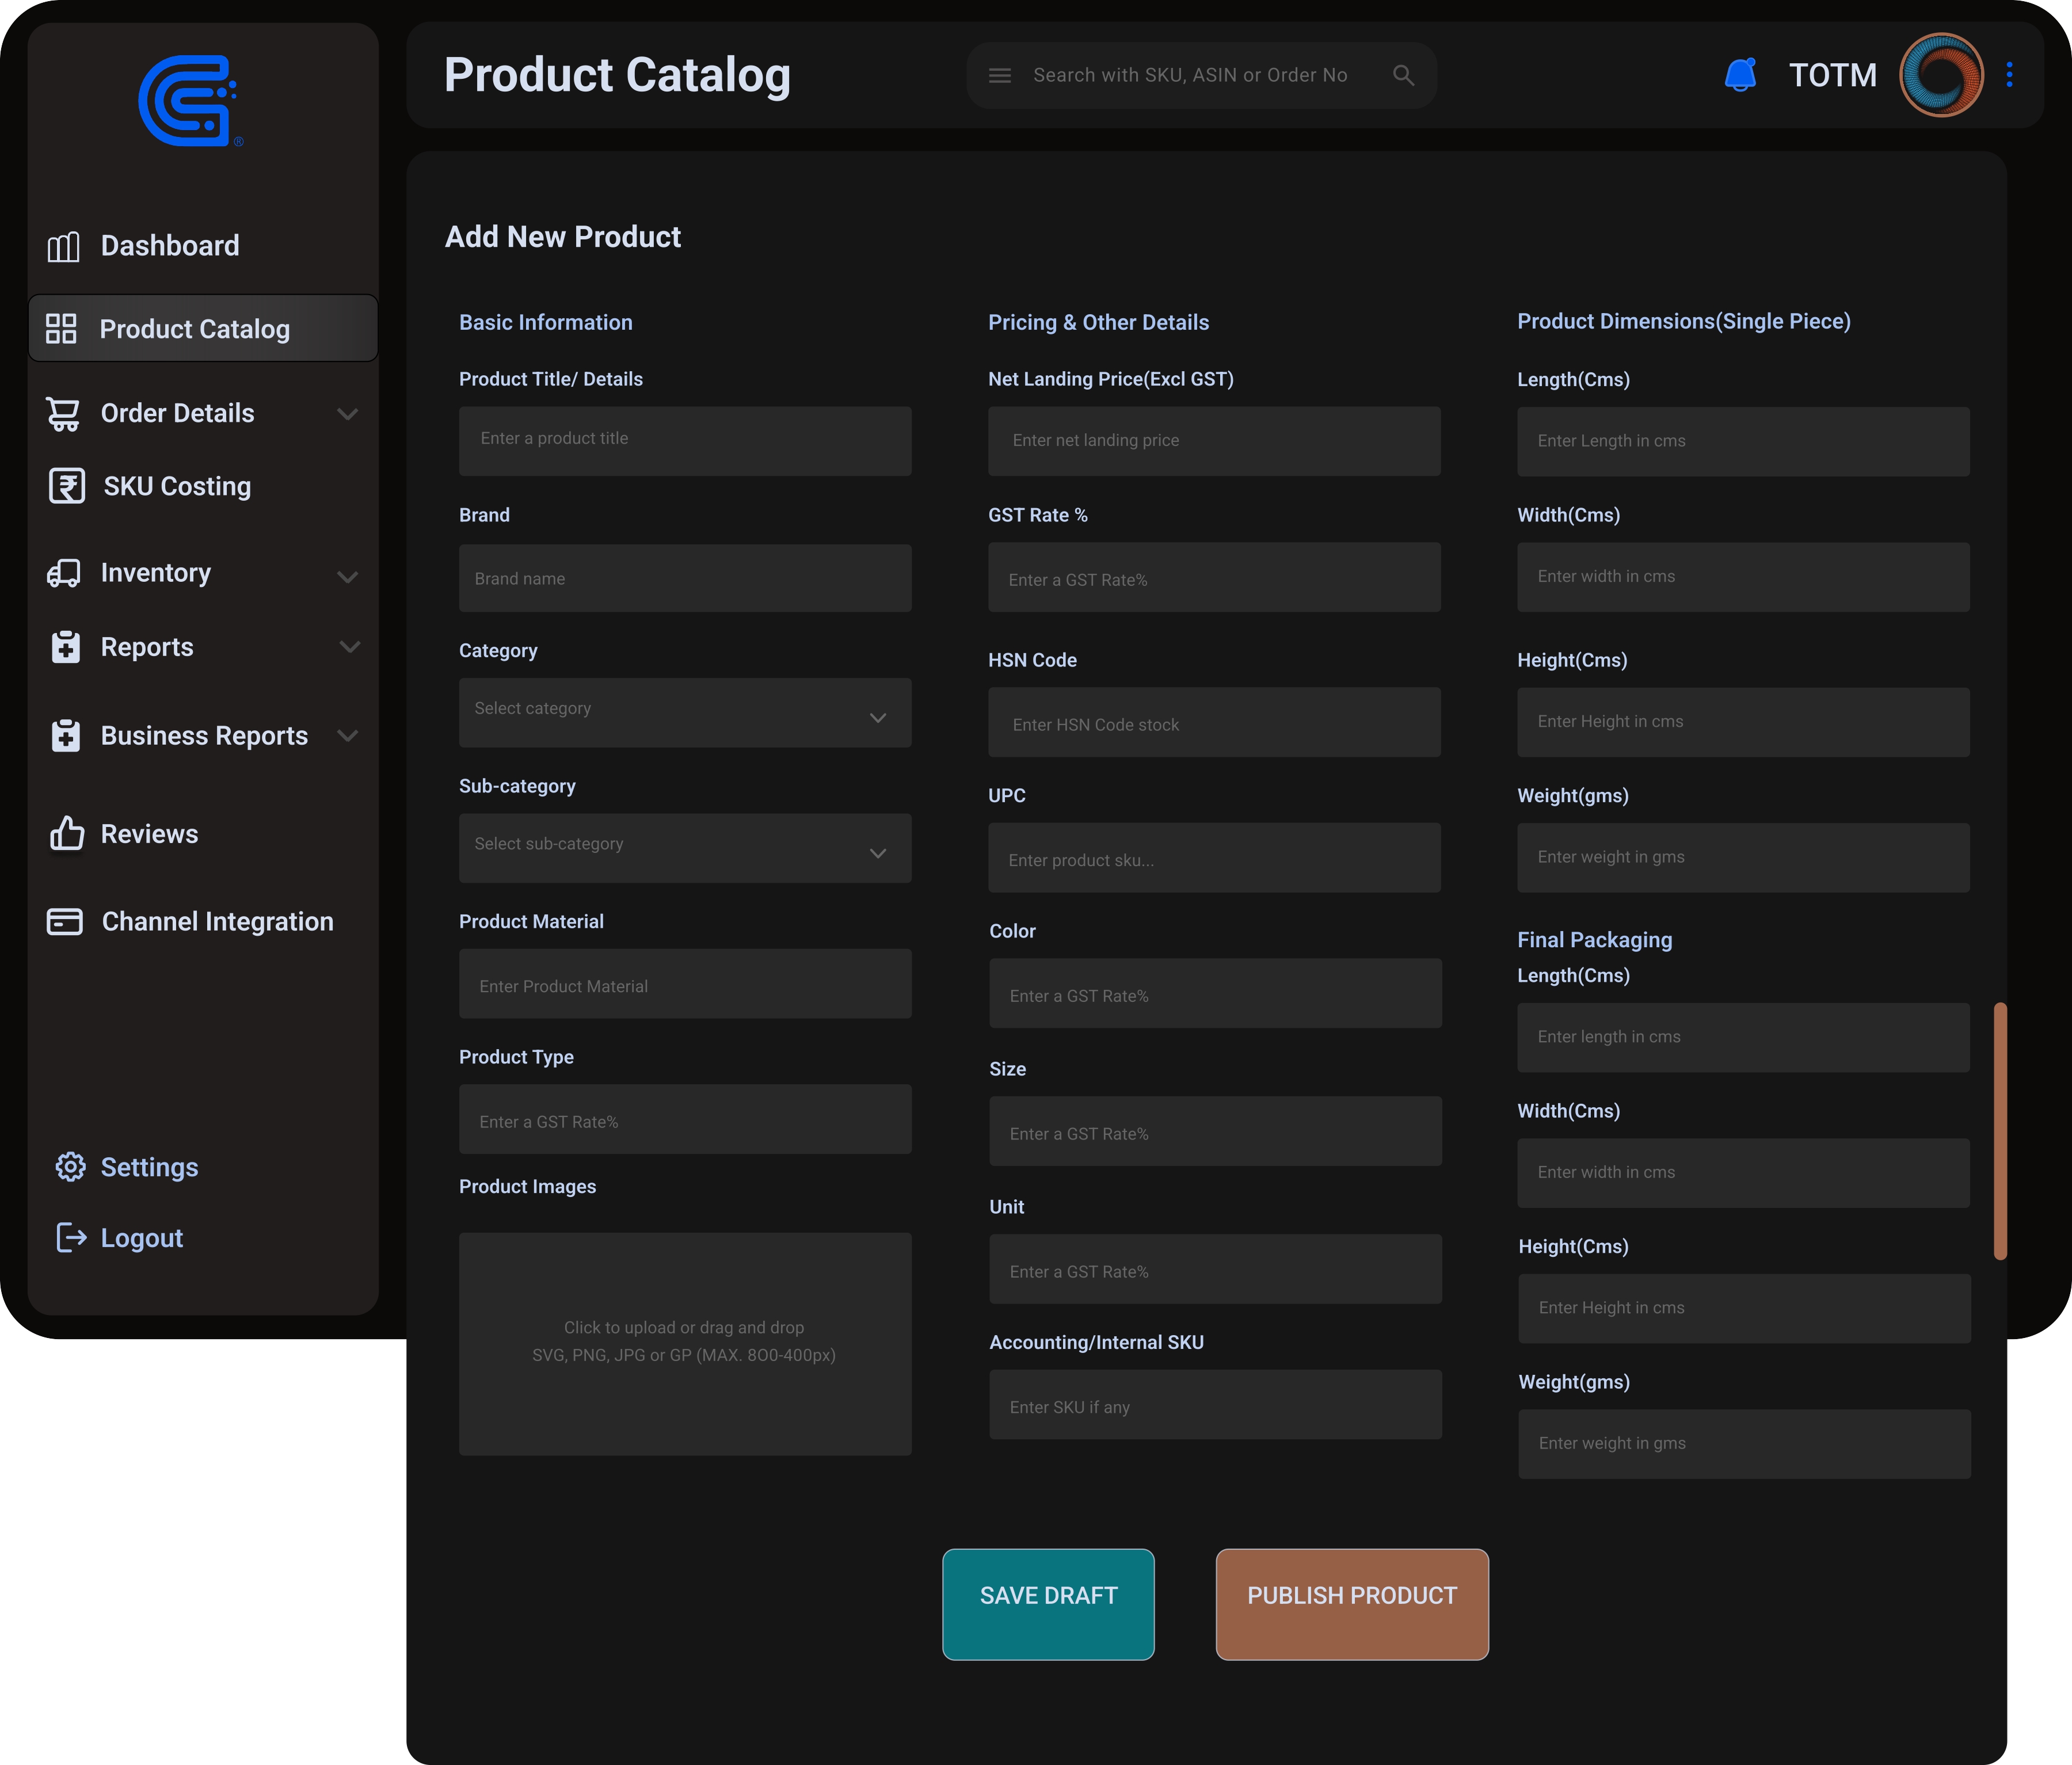 ®
Dashboard
Product Catalog
Order Details
SKU Costing
Inventory
Reports
Business Reports
Reviews
Channel Integration
Settings
Logout
Product Catalog
Search with SKU, ASIN or Order No
TOTM
Add New Product
Basic Information
Product Title/ Details
Enter a product title
Brand
Brand name
Category
Select category
Sub-category
Select sub-category
Product Material
Enter Product Material
Product Type
Enter a GST Rate%
Product Images
Click to upload or drag and drop
SVG, PNG, JPG or GP (MAX. 8O0-400px)
Pricing & Other Details
Net Landing Price(Excl GST)
Enter net landing price
GST Rate %
Enter a GST Rate%
HSN Code
Enter HSN Code stock
UPC
Enter product sku...
Color
Enter a GST Rate%
Size
Enter a GST Rate%
Unit
Enter a GST Rate%
Accounting/Internal SKU
Enter SKU if any
Product Dimensions(Single Piece)
Length(Cms)
Enter Length in cms
Width(Cms)
Enter width in cms
Height(Cms)
Enter Height in cms
Weight(gms)
Enter weight in gms
Final Packaging
Length(Cms)
Enter length in cms
Width(Cms)
Enter width in cms
Height(Cms)
Enter Height in cms
Weight(gms)
Enter weight in gms
SAVE DRAFT
PUBLISH PRODUCT